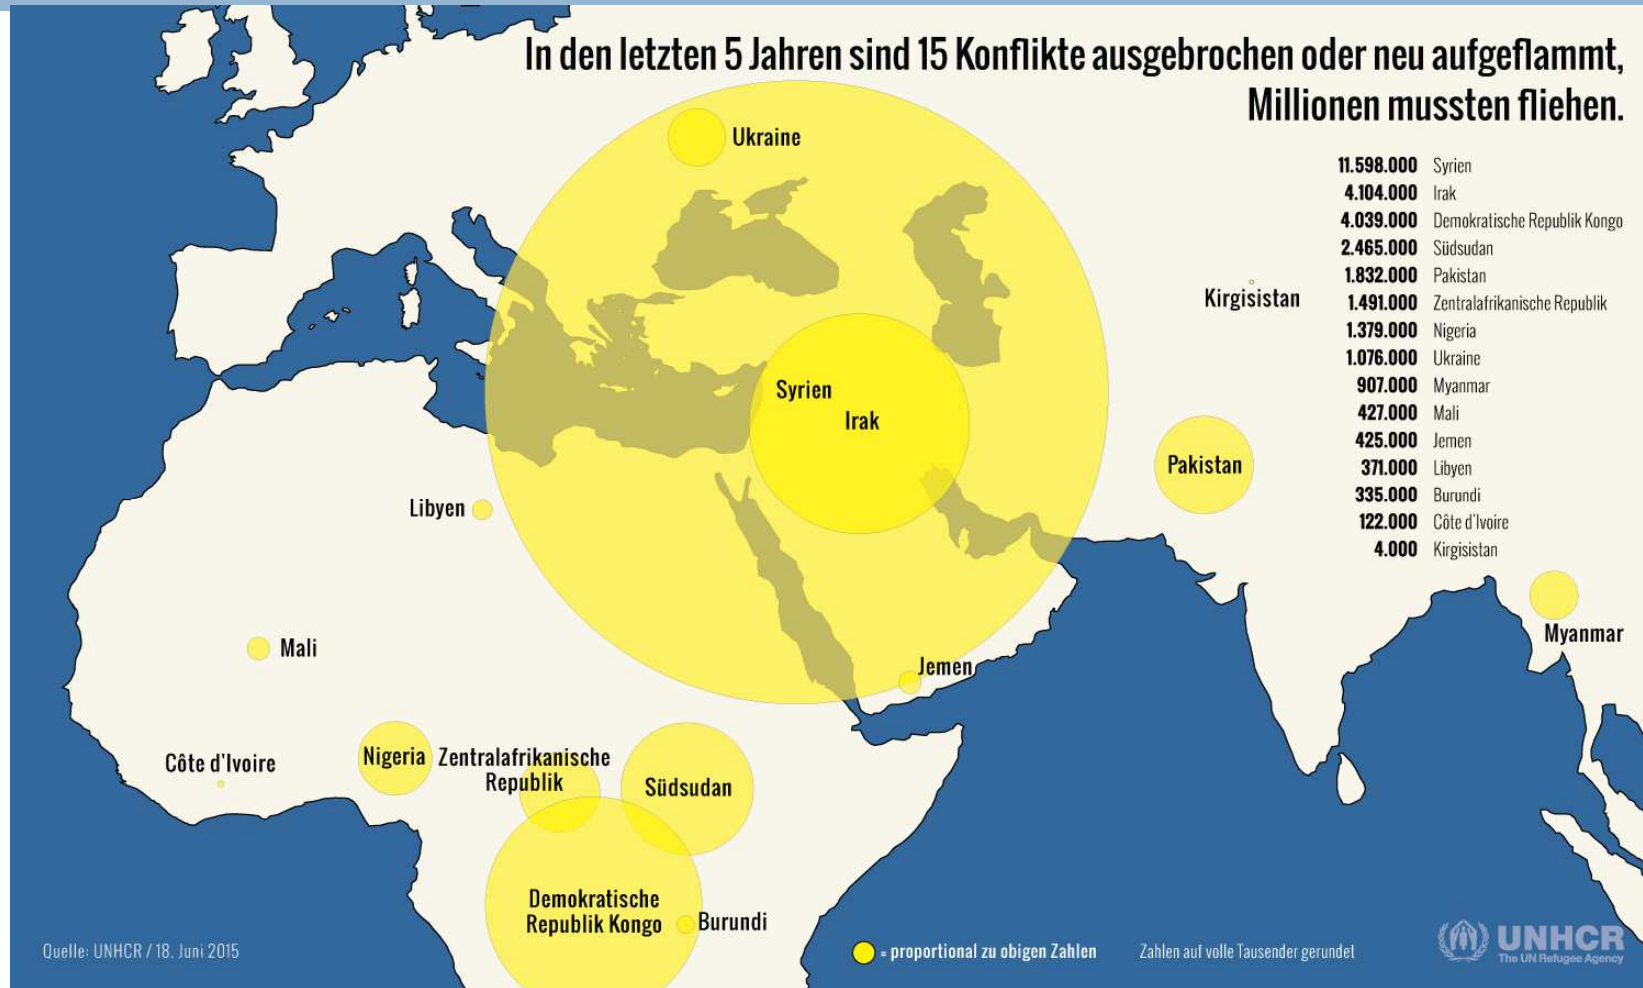 In den letzten 5 Jahren sind 15 Konflikte ausgebrochen oder neu aufgeflammt,
Millionen mussten fliehen.
11.598.000 Syrien
4.104.000 Irak
4.039.000 Demokratische Republik Kongo
2.465.000 Südsudan
1.832.000 Pakistan
1.491.000 Zentralafrikanische Republik
1.379.000 Nigeria
1.076.000 Ukraine
907.000 Myanmar
427.000 Mali
425.000 Jemen
371.000 Libyen
335.000 Burundi
122.000 Côte d'Ivoire
4.000 Kirgisistan
Ukraine
Kirgisistan
Syrien
Irak
Pakistan
Libyen
Myanmar
Mali
Jemen
Côte d'Ivoire
Nigeria
Zentralafrikanische
Republik
Südsudan
Demokratische
Republik Kongo
Burundi
Quelle: UNHCR / 18. Juni 2015
= proportional zu obigen Zahlen
Zahlen auf volle Tausender gerundet
UNHCR
The UN Refugee Agency